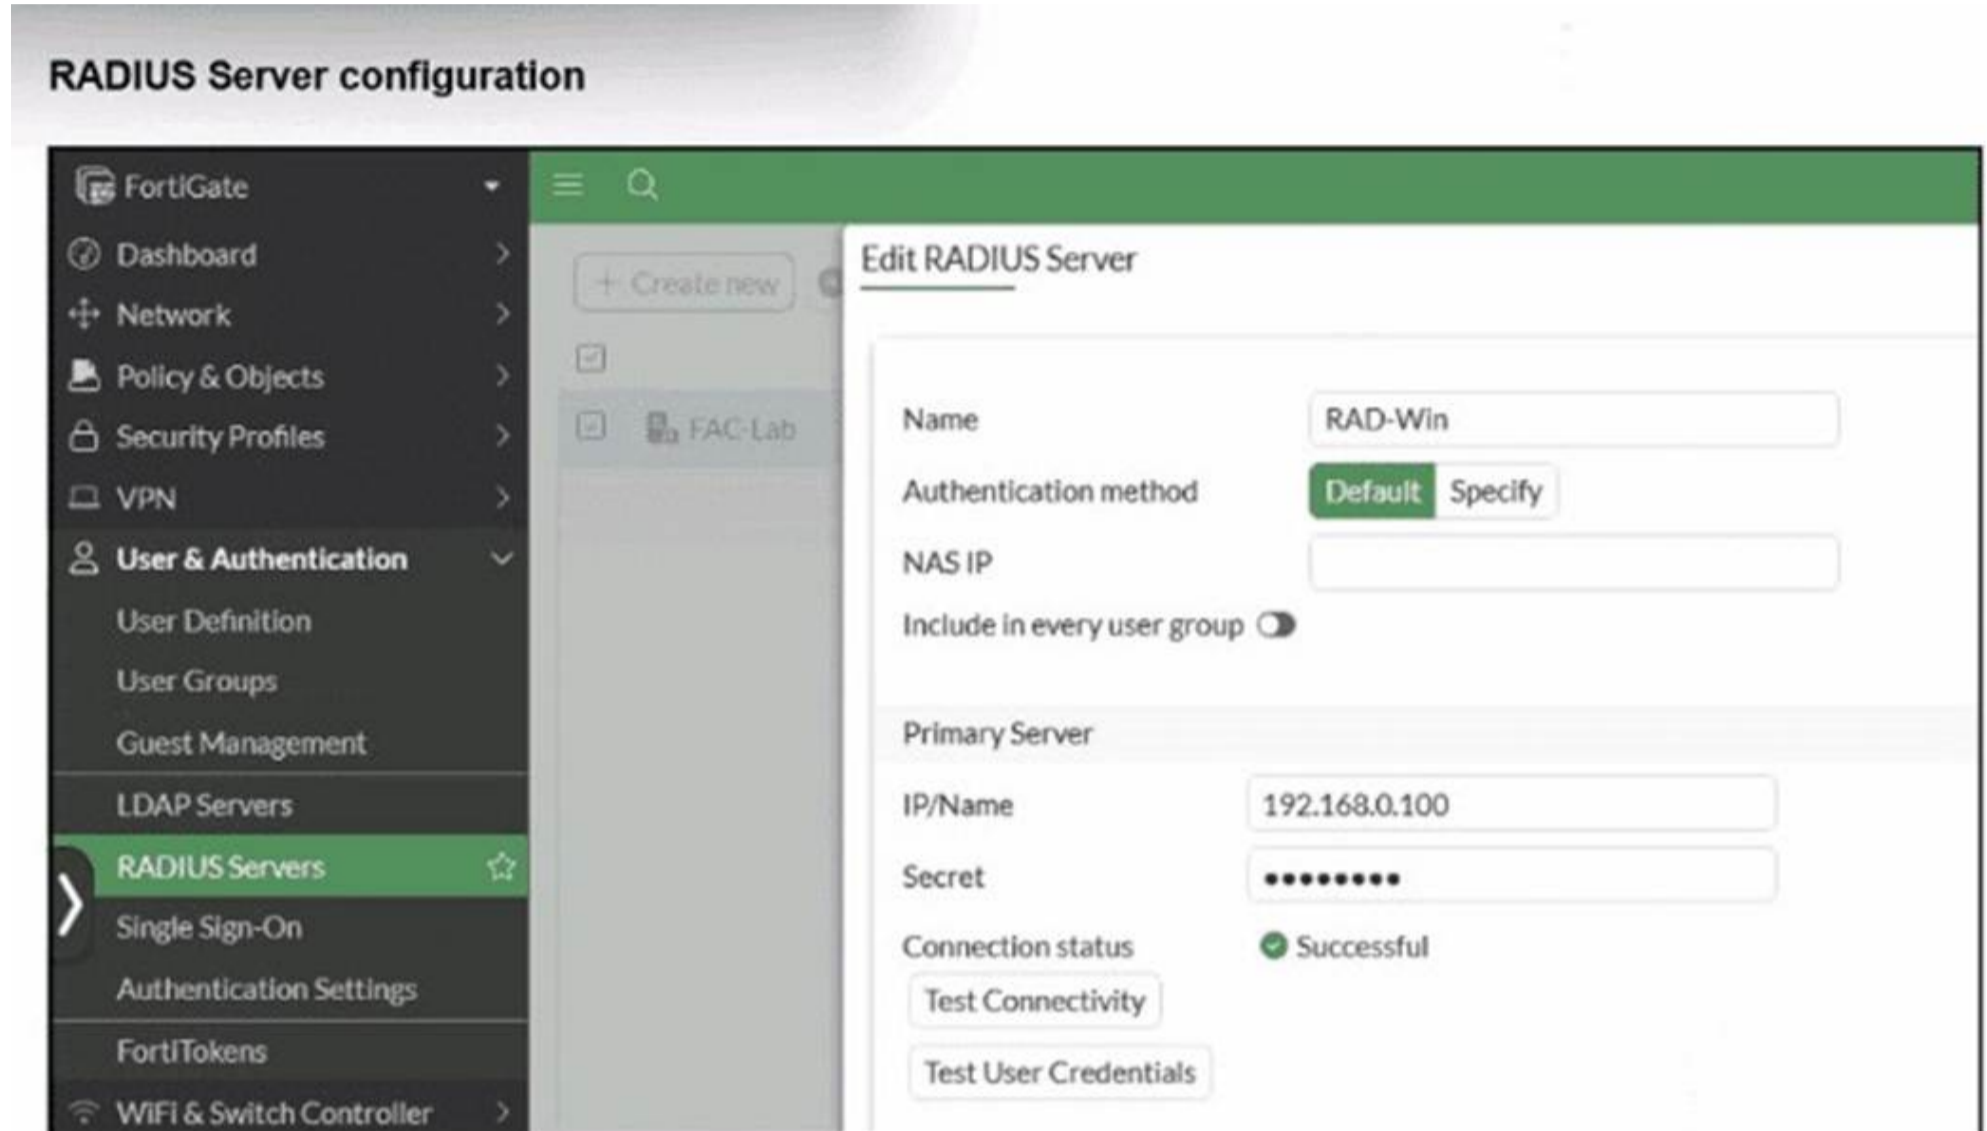 RADIUS Server configuration
FortiGate
Dashboard
Network
Policy & Objects
Security Profiles
VPN
User & Authentication
User Definition
User Groups
Guest Management
LDAP Servers
RADIUS Servers
Single Sign-On
Authentication Settings
FortiTokens
WiFi & Switch Controller
+ Create new
FAC-Lab
Edit RADIUS Server
Name RAD-Win
Authentication method Default Specify
NAS IP
Include in every user group
Primary Server
IP/Name 192.168.0.100
Secret ••••••••
Connection status Successful
Test Connectivity
Test User Credentials